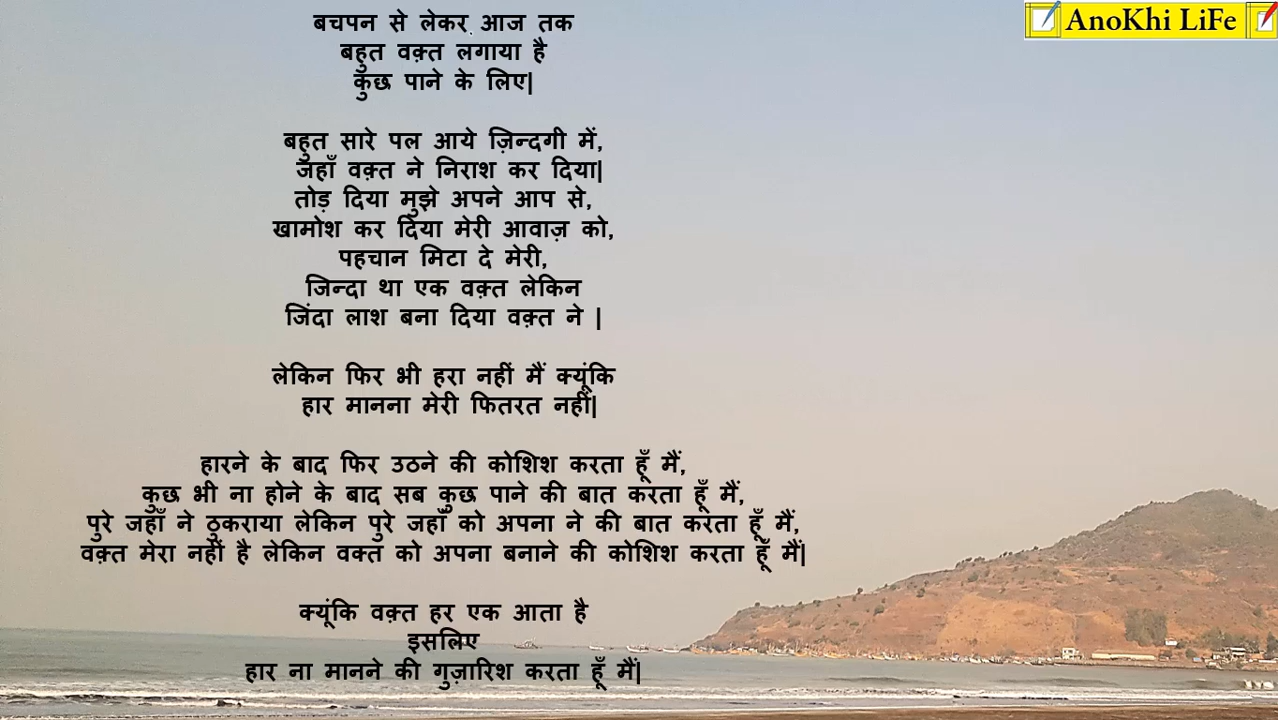 AnoKhi LiFe
बचपन से लेकर आज तक
बहुत वक़्त लगाया है
कुछ पाने के लिए|
बहुत सारे पल आये ज़िन्दगी में,
जहाँ वक़्त ने निराश कर दिया|
तोड़ दिया मुझे अपने आप से,
खामोश कर दिया मेरी आवाज़ को,
पहचान मिटा दे मेरी,
जिन्दा था एक वक़्त लेकिन
जिंदा लाश बना दिया वक़्त ने |
लेकिन फिर भी हरा नहीं मैं क्यूंकि
हार मानना मेरी फितरत नहीं|
हारने के बाद फिर उठने की कोशिश करता हूँ मैं,
कुछ भी ना होने के बाद सब कुछ पाने की बात करता हूँ मैं,
पुरे जहाँ ने ठुकराया लेकिन पुरे जहाँ को अपना ने की बात करता हूँ मैं,
वक़्त मेरा नहीं है लेकिन वक्त को अपना बनाने की कोशिश करता हूँ मैं|
क्यूंकि वक़्त हर एक आता है
इसलिए
हार ना मानने की गुज़ारिश करता हूँ मैं|